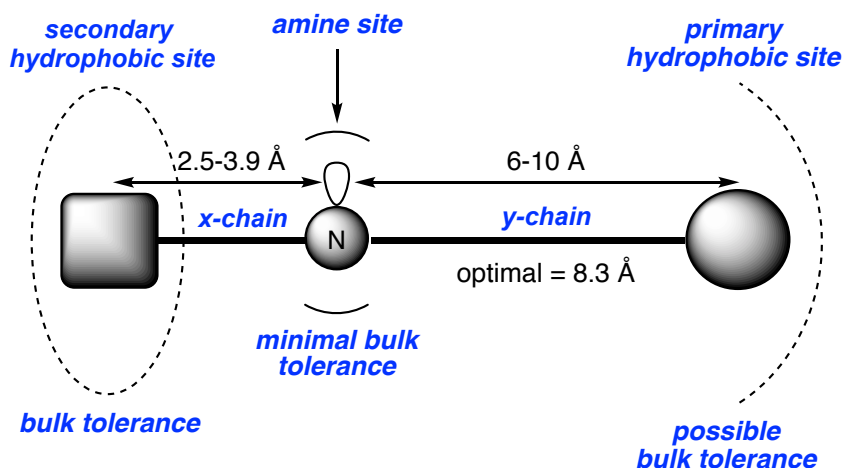 secondary
hydrophobic site
amine site
primary
hydrophobic site
2.5-3.9 Å
6-10 Å
x-chain
N
y-chain
optimal = 8.3 Å
minimal bulk
tolerance
bulk tolerance
possible
bulk tolerance